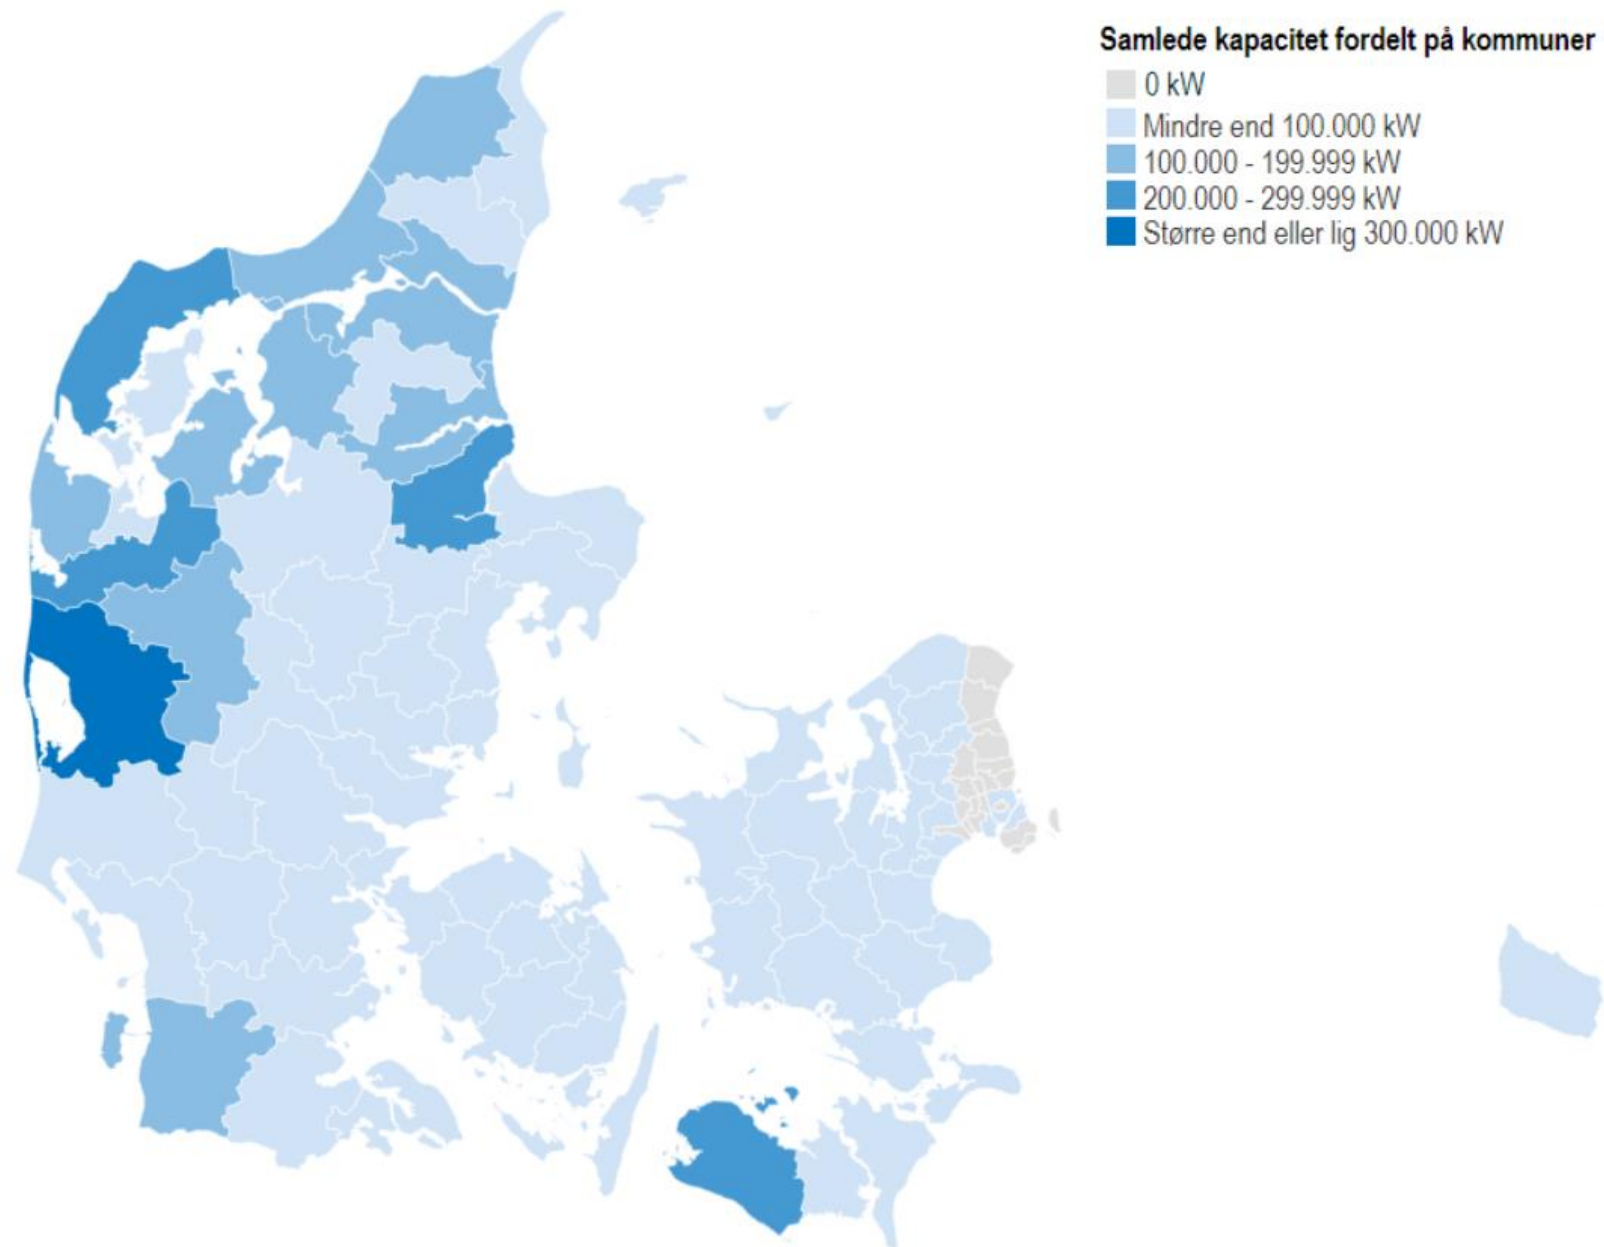 Samlede kapacitet fordelt på kommuner
0 kW
Mindre end 100.000 kW
100.000 - 199.999 kW
200.000 - 299.999 kW
Større end eller lig 300.000 kW